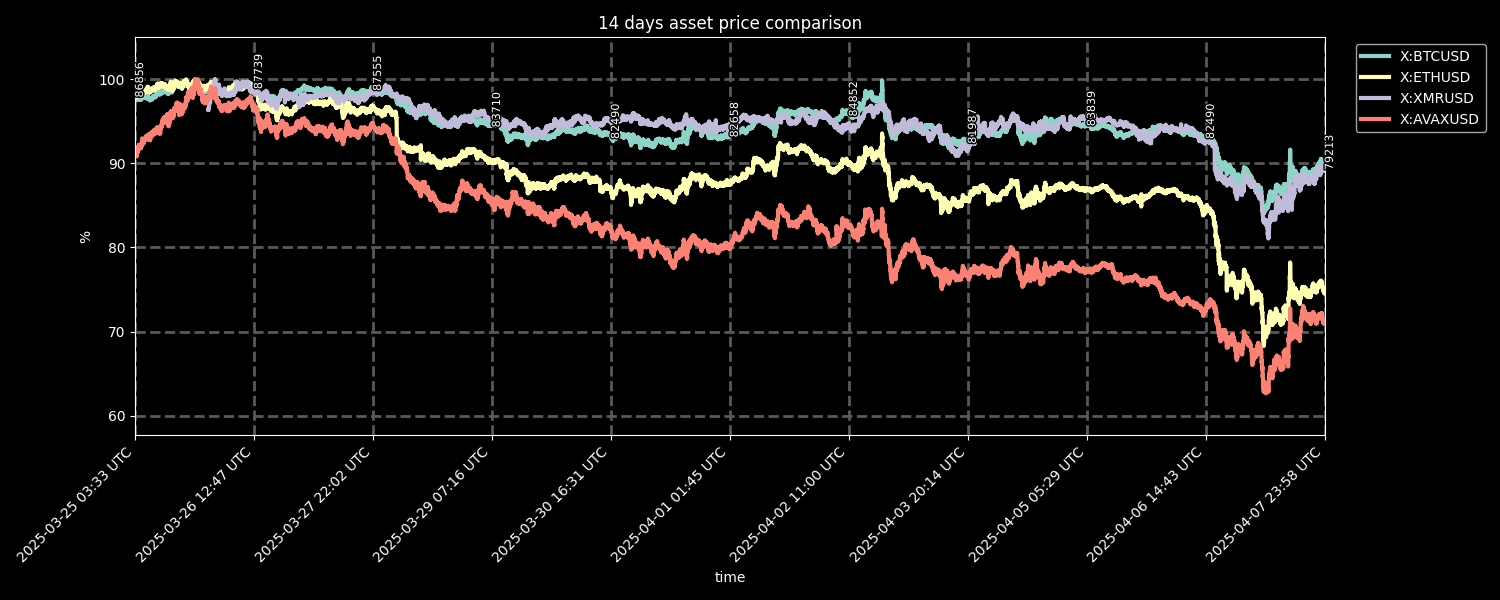 14 days asset price comparison
X:BTCUSD
X:ETHUSD
X:XMRUSD
X:AVAXUSD
%
100
90
80
70
60
86856
87739
87555
83710
82490
82658
84852
81987
83839
82490
79213
2025-03-25 03:33 UTC
2025-03-26 12:47 UTC
2025-03-27 22:02 UTC
2025-03-29 07:16 UTC
2025-03-30 16:31 UTC
2025-04-01 01:45 UTC
2025-04-02 11:00 UTC
2025-04-03 20:14 UTC
2025-04-05 05:29 UTC
2025-04-06 14:43 UTC
2025-04-07 23:58 UTC
time